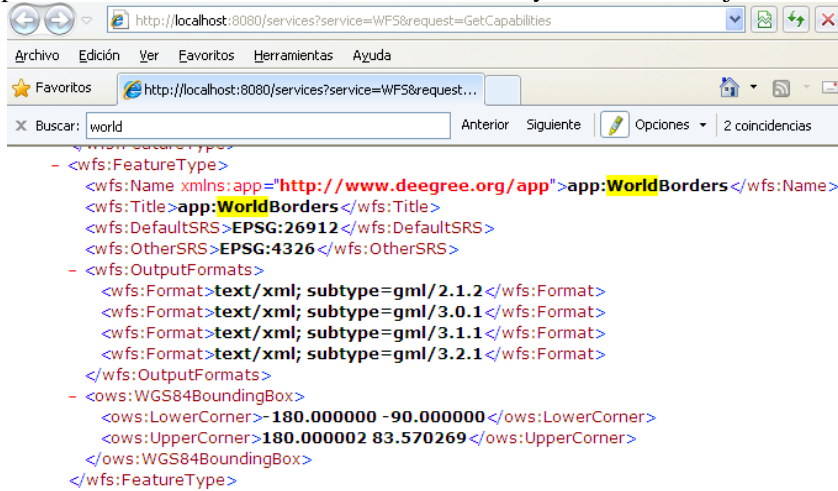 http://localhost:8080/services?service=WFS&request=GetCapabilities
Archivo Edición Ver Favoritos Herramientas Ayuda
Favoritos http://localhost:8080/services?service=WFS&reques...
X Buscar: world Anterior Siguiente Opciones 2 coincidencias
- <wfs:FeatureType>
<wfs:Name xmlns:app="http://www.deegree.org/app">app:WorldBorders</wfs:Name>
<wfs:Title>app:WorldBorders</wfs:Title>
<wfs:DefaultSRS>EPSG:26912</wfs:DefaultSRS>
<wfs:OtherSRS>EPSG:4326</wfs:OtherSRS>
- <wfs:OutputFormats>
<wfs:Format>text/xml; subtype=gml/2.1.2</wfs:Format>
<wfs:Format>text/xml; subtype=gml/3.0.1</wfs:Format>
<wfs:Format>text/xml; subtype=gml/3.1.1</wfs:Format>
<wfs:Format>text/xml; subtype=gml/3.2.1</wfs:Format>
</wfs:OutputFormats>
- <ows:WGS84BoundingBox>
<ows:LowerCorner>-180.000000 -90.000000</ows:LowerCorner>
<ows:UpperCorner>180.000002 83.570269</ows:UpperCorner>
</ows:WGS84BoundingBox>
</wfs:FeatureType>